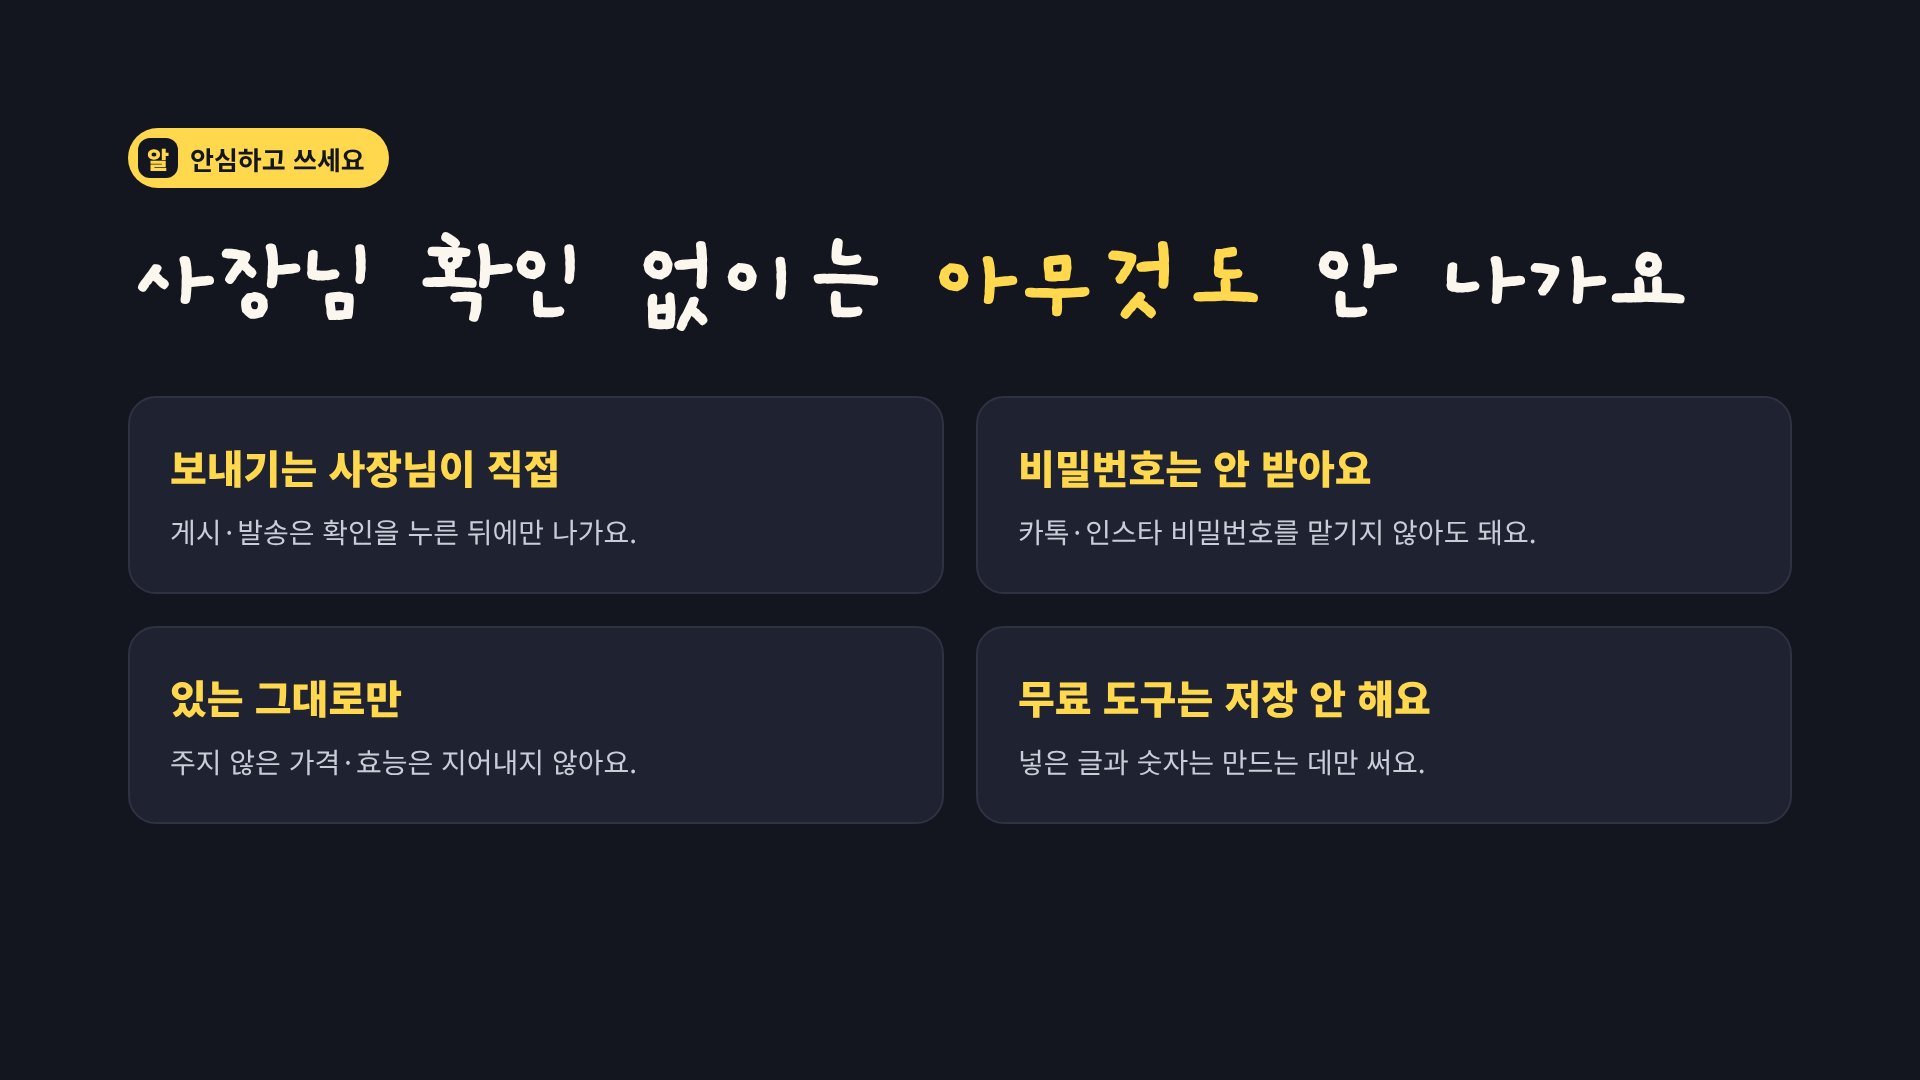 알 안심하고 쓰세요
사장님 확인 없이는 아무것도 안 나가요
보내기는 사장님이 직접
게시·발송은 확인을 누른 뒤에만 나가요.
비밀번호는 안 받아요
카톡·인스타 비밀번호를 맡기지 않아도 돼요.
있는 그대로만
주지 않은 가격·효능은 지어내지 않아요.
무료 도구는 저장 안 해요
넣은 글과 숫자는 만드는 데만 써요.